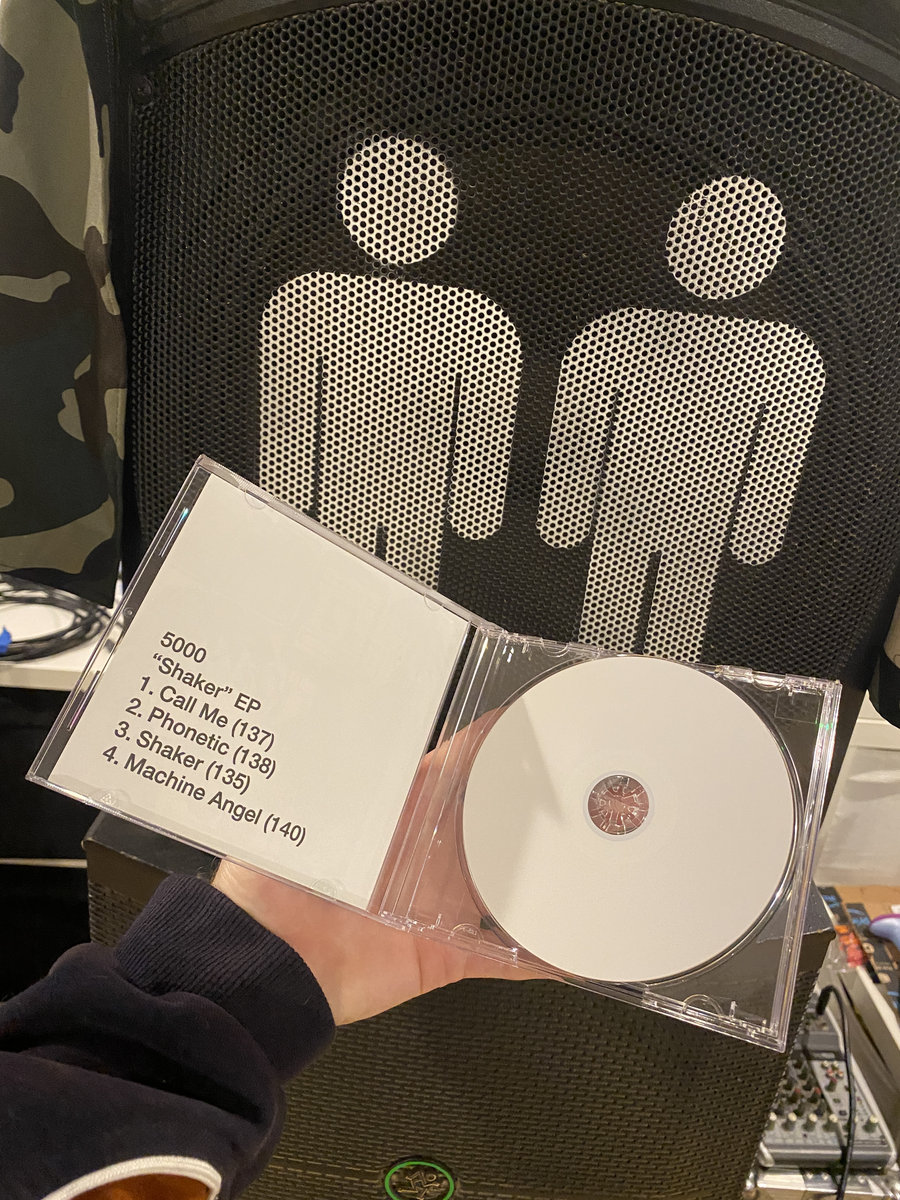 5000
“Shaker” EP
1. Call Me (137)
2. Phonetic (138)
3. Shaker (135)
4. Machine Angel (140)